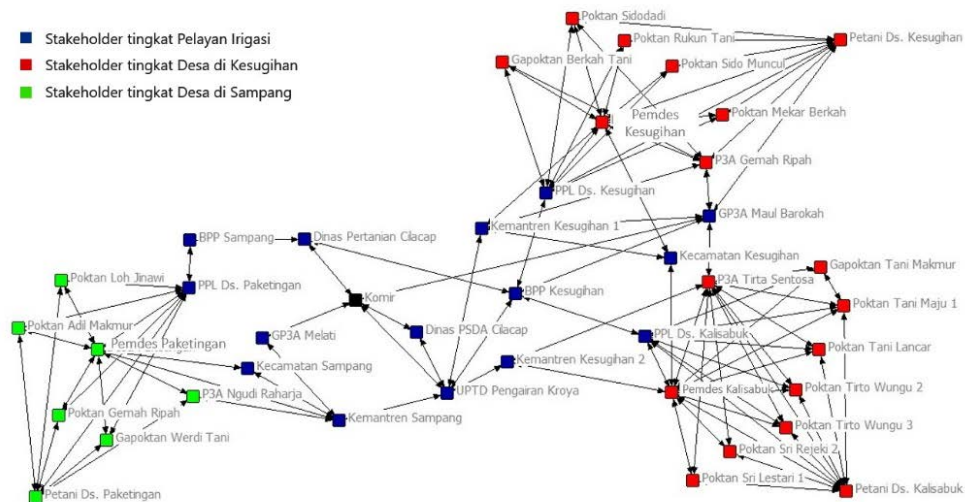 Stakeholder tingkat Pelayan Irigasi
Stakeholder tingkat Desa di Kesugihan
Stakeholder tingkat Desa di Sampang
Poktan Sidodadi
Poktan Rukun Tani
Petani Ds. Kesugihan
Gapoktan Berkah Tani
Poktan Sido Muncul
Poktan Mekar Berkah
Pemdes
Kesugihan
P3A Gemah Ripah
PPL Ds. Kesugihan
GP3A Maul Barokah
Kemantren Kesugihan 1
BPP Sampang
Dinas Pertanian Cilacap
Kecamatan Kesugihan
Gapoktan Tani Makmur
Poktan Loh Jinawi
PPL Ds. Paketingan
P3A Tirta Sentosa
BPP Kesugihan
Komir
Poktan Tani Maju 1
Poktan Adil Makmur
Dinas PSDA Cilacap
GP3A Melati
PPL Ds. Kalisabuk
Pemdes Paketingan
Poktan Tani Lancar
Kecamatan Sampang
Kemantren Kesugihan 2
P3A Ngudi Raharja
UPTD Pengairan Kroya
Pemdes Kalisabuk
Poktan Tirto Wungu 2
Poktan Gemah Ripah
Kemantren Sampang
Poktan Tirto Wungu 3
Gapoktan Werdi Tani
Poktan Sri Rejeki 2
Poktan Sri Lestari 1
Petani Ds. Kalisabuk
Petani Ds. Paketingan